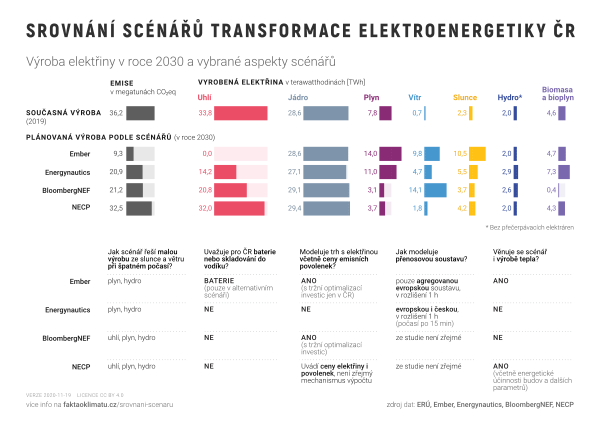 SROVNÁNÍ SCÉNÁŘŮ TRANSFORMACE ELEKTROENERGETIKY ČR
Výroba elektřiny v roce 2030 a vybrané aspekty scénářů
EMISE
v megatunách CO₂eq
VYROBENÁ ELEKTŘINA v terawatthodinách [TWh]
Uhlí Jádro Plyn Vítr Slunce Hydro* Biomasa
a bioplyn
SOUČASNÁ VÝROBA 36,2 33,8 28,6 7,8 0,7 2,3 2,0 4,6
(2019)
PLÁNOVANÁ VÝROBA PODLE SCÉNÁŘŮ (v roce 2030)
Ember 9,3 0,0 28,6 14,0 9,8 10,5 2,0 4,7
Energynautics 20,9 14,2 27,1 11,0 4,7 5,5 2,9 7,3
BloombergNEF 21,2 20,8 29,1 3,1 14,1 3,7 2,6 0,4
NECP 32,5 32,0 29,4 3,7 1,8 4,2 2,0 4,3
* Bez přečerpávacích elektráren
Jak scénář řeší malou
výrobu ze slunce a větru
při špatném počasí?
Uvažuje pro ČR baterie
nebo skladování do
vodíku?
Modeluje trh s elektřinou
včetně ceny emisních
povolenek?
Jak modeluje
přenosovou soustavu?
Věnuje se scénář
i výrobě tepla?
Ember
plyn, hydro
BATERIE
(pouze v alternativním
scénáři)
ANO
(s tržní optimalizací
investic jen v ČR)
pouze agregovanou
evropskou soustavu,
v rozlišení 1 h
ANO
Energynautics
plyn, hydro
NE
NE
evropskou i českou,
v rozlišení 1 h
(počasí po 15 min)
NE
BloombergNEF
uhlí, plyn, hydro
NE
ANO
(s tržní optimalizací
investic)
ze studie není zřejmé
NE
NECP
uhlí, plyn, hydro
NE
Uvádí ceny elektřiny i
povolenek, není zřejmý
mechanismus výpočtu
ze studie není zřejmé
ANO
(včetně energetické
účinnosti budov a dalších
parametrů)
VERZE 2020-11-19 LICENCE CC BY 4.0
více info na faktaoklimatu.cz/srovnani-scenaru
zdroj dat: ERÚ, Ember, Energynautics, BloombergNEF, NECP